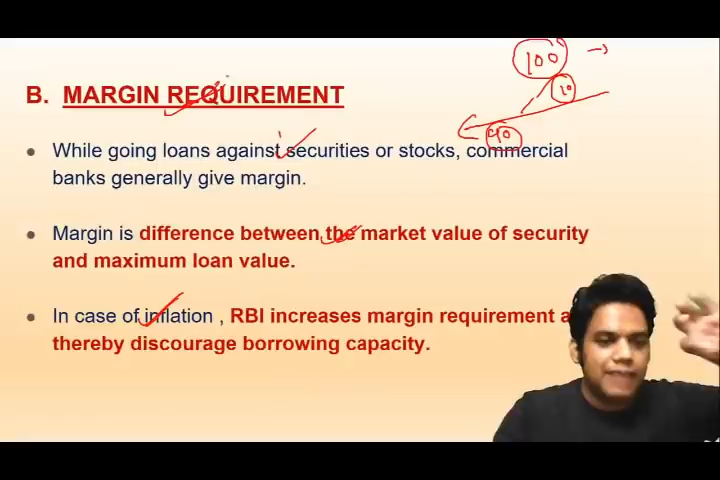 100
10
90
B. MARGIN REQUIREMENT
• While going loans against securities or stocks, commercial
banks generally give margin.
• Margin is difference between the market value of security
and maximum loan value.
• In case of inflation , RBI increases margin requirement a
thereby discourage borrowing capacity.